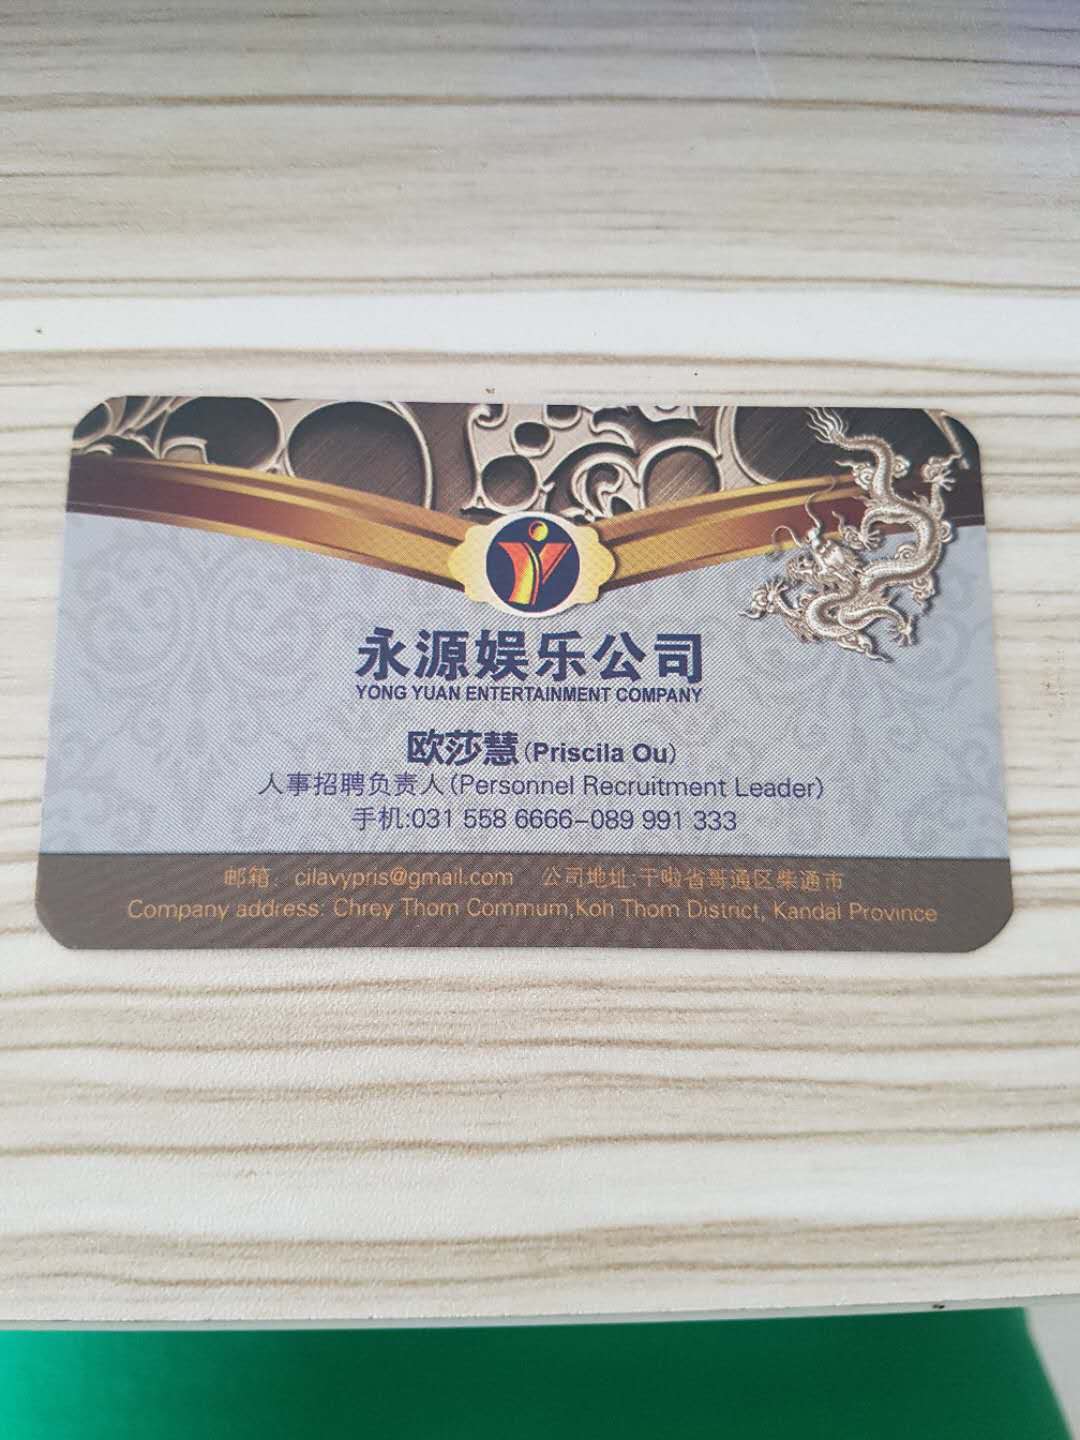 永源娱乐公司
YONG YUAN ENTERTAINMENT COMPANY
欧莎慧(Priscila Ou)
人事招聘负责人(Personnel Recruitment Leader)
手机:031 558 6666-089 991 333
邮箱: cilavypris@gmail.com 公司地址:干啦省哥通区柴通市
Company address: Chrey Thom Commum,Koh Thom District, Kandal Province